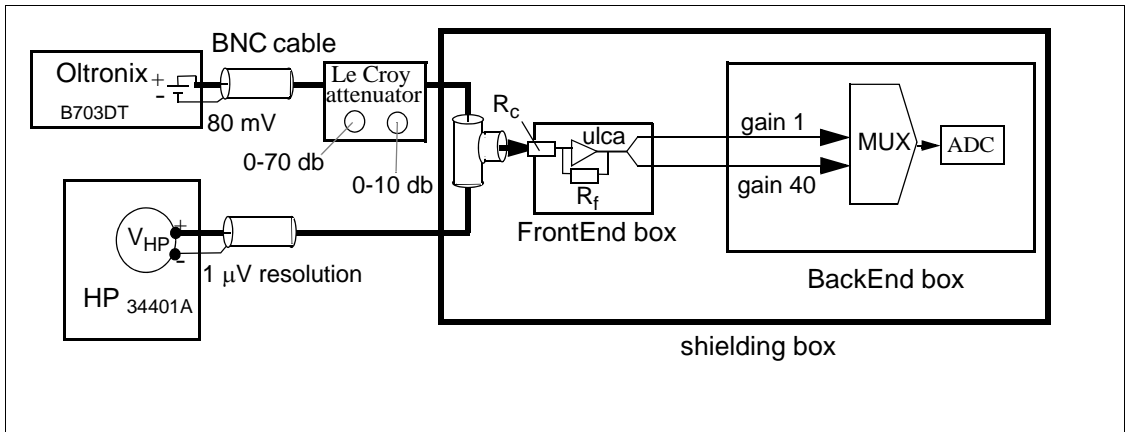 BNC cable
Oltronix
+
-
B703DT
80 mV
Le Croy
attenuator
0-70 db
0-10 db
Rc
ulca
Rf
FrontEnd box
gain 1
gain 40
MUX
ADC
BackEnd box
shielding box
VHP
+
-
1 μV resolution
HP 34401A